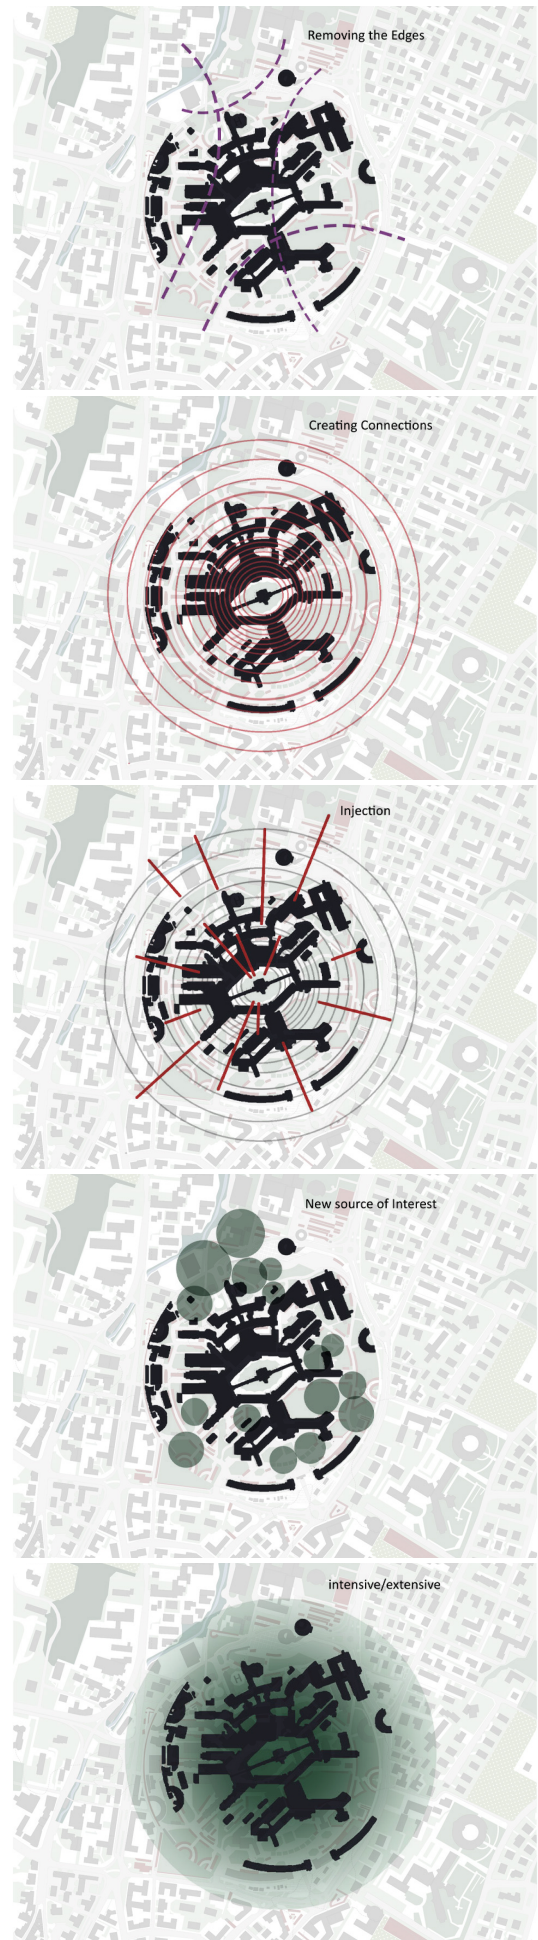 Removing the Edges
Creating Connections
Injection
New source of Interest
intensive/extensive